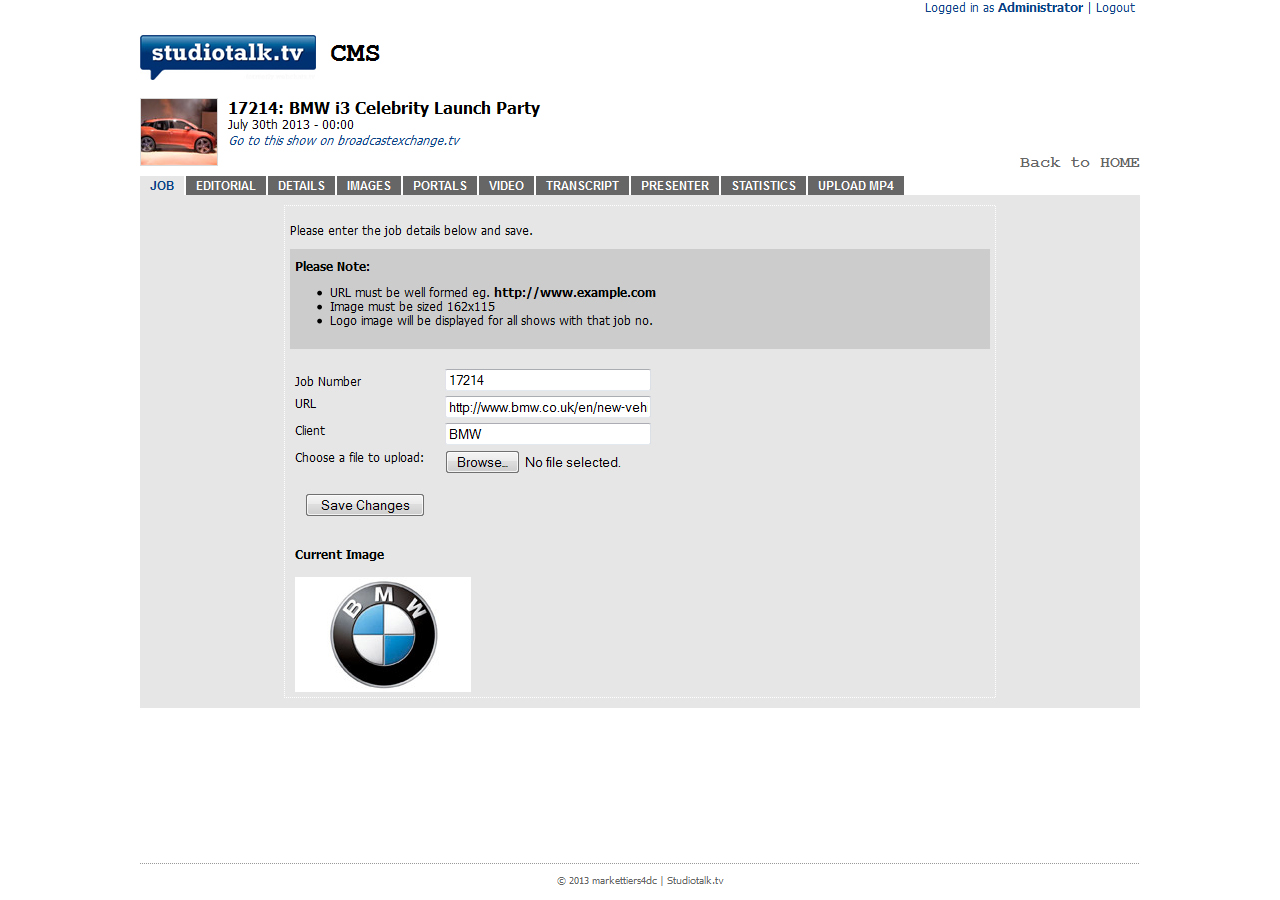 Logged in as Administrator | Logout
studiotalk.tv CMS
17214: BMW i3 Celebrity Launch Party
July 30th 2013 - 00:00
Go to this show on broadcastexchange.tv
Back to HOME
JOB EDITORIAL DETAILS IMAGES PORTALS VIDEO TRANSCRIPT PRESENTER STATISTICS UPLOAD MP4
Please enter the job details below and save.
Please Note:
• URL must be well formed eg. http://www.example.com
• Image must be sized 162x115
• Logo image will be displayed for all shows with that job no.
Job Number 17214
URL http://www.bmw.co.uk/en/new-veh
Client BMW
Choose a file to upload: Browse… No file selected.
Save Changes
Current Image
BMW
© 2013 markettiers4dc | Studiotalk.tv